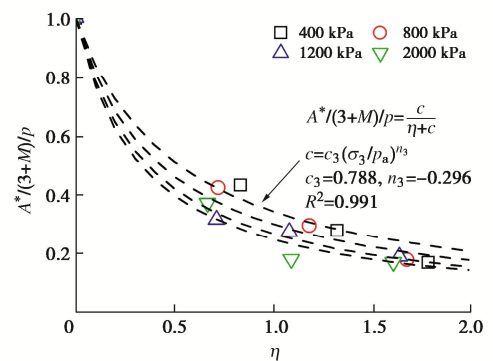 A*/(3+M)/p
1.0
0.8
0.6
0.4
0.2
0
0.5
1.0
1.5
2.0
η
400 kPa
800 kPa
1200 kPa
2000 kPa
A*/(3+M)/p=c/η+c
c=c₃(σ₃/pₐ)ⁿ³
c₃=0.788, n₃=−0.296
R²=0.991